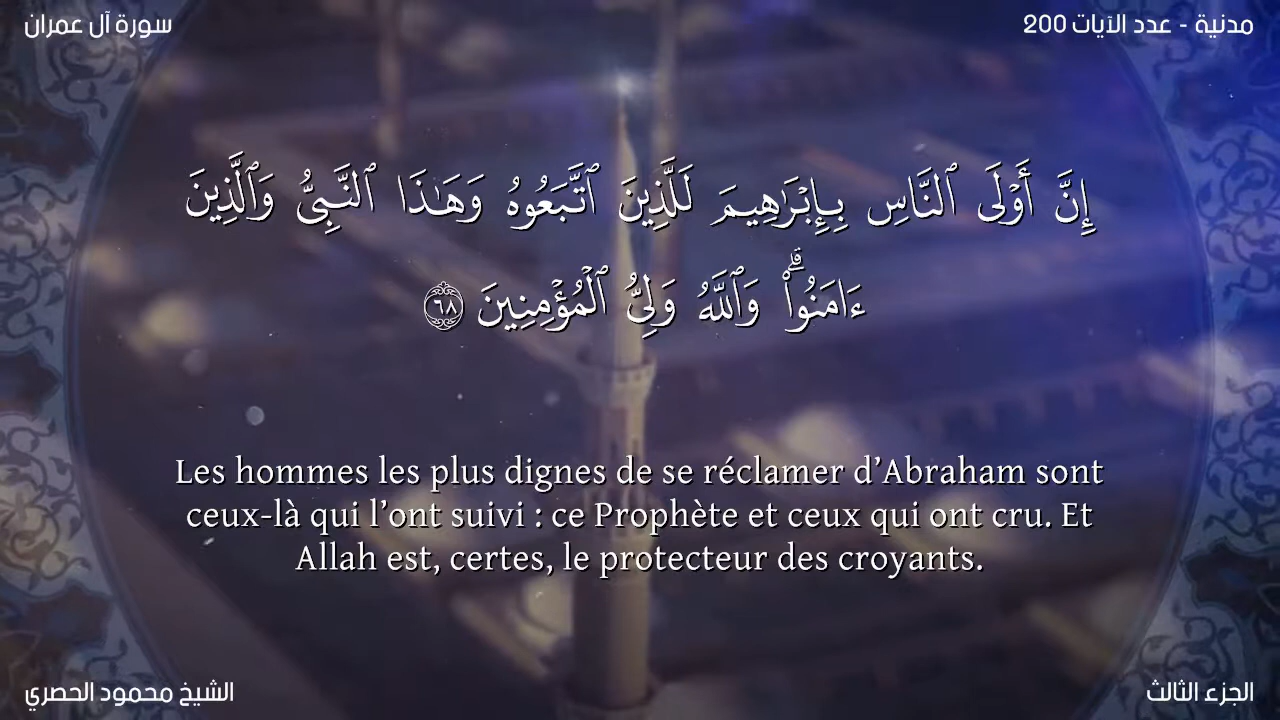 سورة آل عمران
مدنية - عدد الآيات 200
إِنَّ أَوْلَى ٱلنَّاسِ بِإِبْرَٰهِيمَ لَلَّذِينَ ٱتَّبَعُوهُ وَهَـٰذَا ٱلنَّبِىُّ وَٱلَّذِينَ
ءَامَنُوا۟ ۗ وَٱللَّهُ وَلِىُّ ٱلْمُؤْمِنِينَ ٦٨
Les hommes les plus dignes de se réclamer d’Abraham sont
ceux-là qui l’ont suivi : ce Prophète et ceux qui ont cru. Et
Allah est, certes, le protecteur des croyants.
الشيخ محمود الحصري
الجزء الثالث